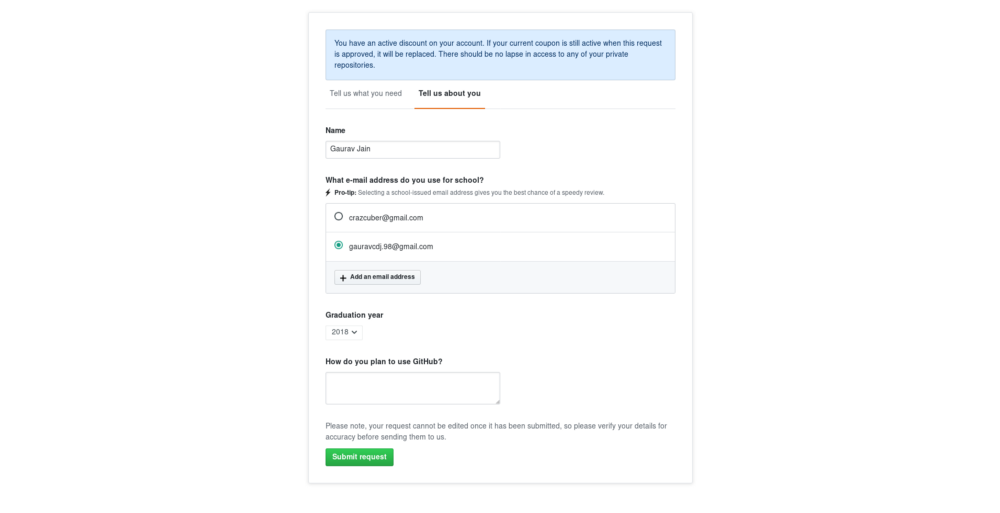 You have an active discount on your account. If your current coupon is still active when this request
is approved, it will be replaced. There should be no lapse in access to any of your private
repositories.
Tell us what you need Tell us about you
Name
Gaurav Jain
What e-mail address do you use for school?
Pro-tip: Selecting a school-issued email address gives you the best chance of a speedy review.
crazcuber@gmail.com
gauravcdj.98@gmail.com
Add an email address
Graduation year
2018
How do you plan to use GitHub?
Please note, your request cannot be edited once it has been submitted, so please verify your details for
accuracy before sending them to us.
Submit request